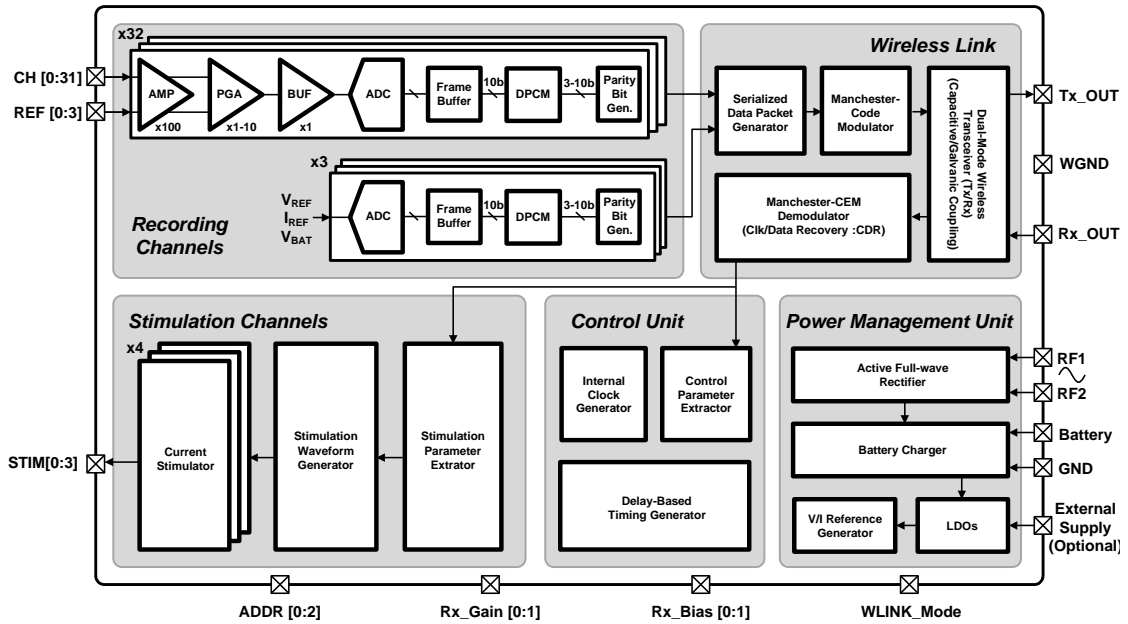 x32
Wireless Link
CH [0:31]
REF [0:3]
AMP
x100
PGA
x1-10
BUF
x1
ADC
Frame
Buffer
10b
DPCM
3-10b
Parity
Bit
Gen.
Serialized
Data Packet
Genarator
Manchester-
Code
Modulator
Dual-Mode Wireless
Transceiver (Tx/Rx)
(Capacitive/Galvanic Coupling)
Tx_OUT
WGND
Rx_OUT
x3
VREF
IREF
VBAT
ADC
Frame
Buffer
10b
DPCM
3-10b
Parity
Bit
Gen.
Recording
Channels
Manchester-CEM
Demodulator
(Clk/Data Recovery :CDR)
Stimulation Channels
x4
Current
Stimulator
Stimulation
Waveform
Generator
Stimulation
Parameter
Extrator
STIM[0:3]
Control Unit
Internal
Clock
Generator
Control
Parameter
Extractor
Delay-Based
Timing Generator
Power Management Unit
Active Full-wave
Rectifier
Battery Charger
V/I Reference
Generator
LDOs
RF1
RF2
Battery
GND
External
Supply
(Optional)
ADDR [0:2]
Rx_Gain [0:1]
Rx_Bias [0:1]
WLINK_Mode